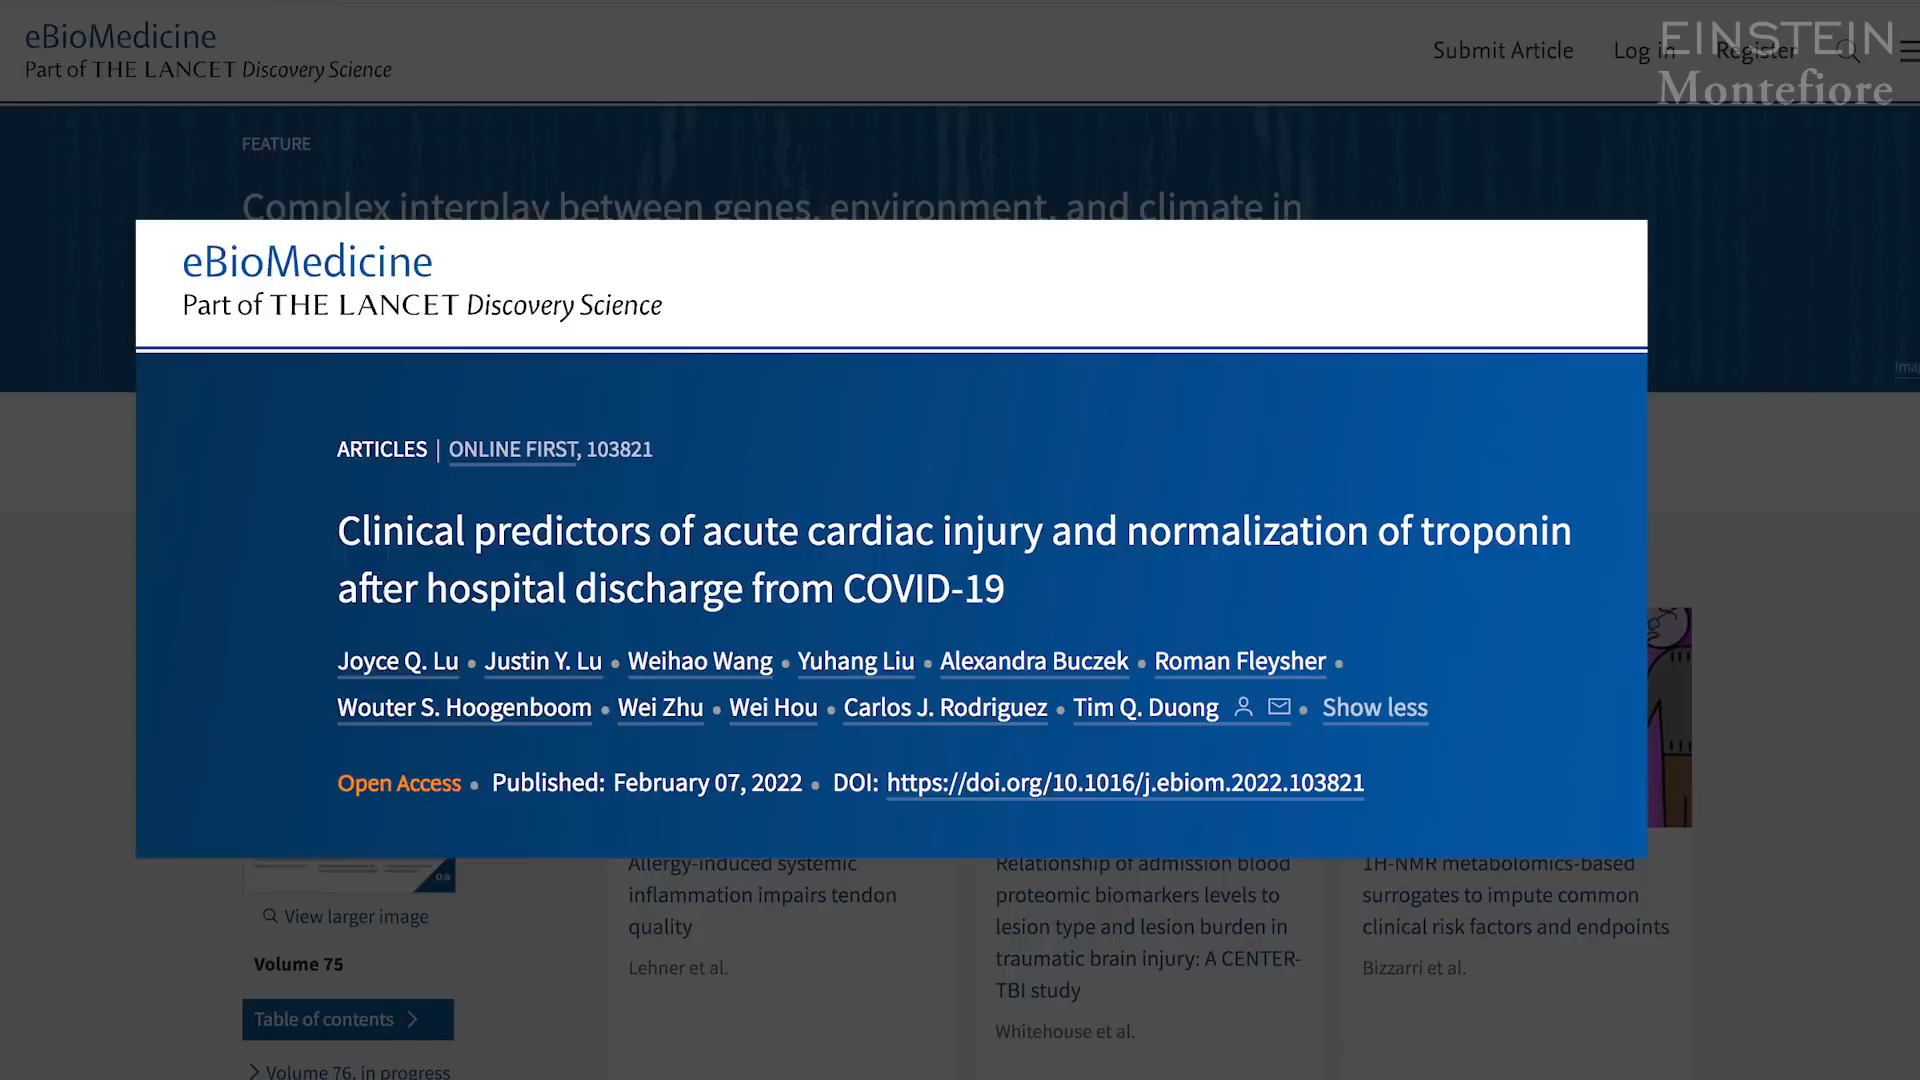 eBioMedicine
Part of THE LANCET Discovery Science
Submit Article
Log in
Register
EINSTEIN
Montefiore
FEATURE
Complex interplay between genes, environment, and climate in
eBioMedicine
Part of THE LANCET Discovery Science
ARTICLES | ONLINE FIRST, 103821
Clinical predictors of acute cardiac injury and normalization of troponin
after hospital discharge from COVID-19
Joyce Q. Lu • Justin Y. Lu • Weihao Wang • Yuhang Liu • Alexandra Buczek • Roman Fleysher •
Wouter S. Hoogenboom • Wei Zhu • Wei Hou • Carlos J. Rodriguez • Tim Q. Duong • Show less
Open Access • Published: February 07, 2022 • DOI: https://doi.org/10.1016/j.ebiom.2022.103821
View larger image
Volume 75
Table of contents
Volume 76, in progress
Allergy-induced systemic
inflammation impairs tendon
quality
Lehner et al.
Relationship of admission blood
proteomic biomarkers levels to
lesion type and lesion burden in
traumatic brain injury: A CENTER-
TBI study
Whitehouse et al.
1H-NMR metabolomics-based
surrogates to impute common
clinical risk factors and endpoints
Bizzarri et al.